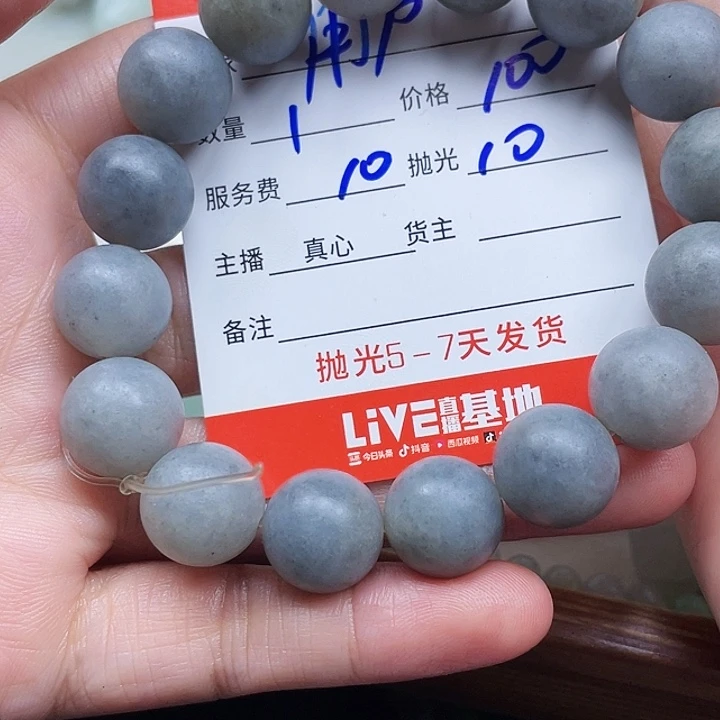 用户
数量 1 价格 100
服务费 10 抛光 10
主播 真心 货主
备注
抛光5-7天发货
LiVE直播基地
今日头条 抖音 西瓜视频